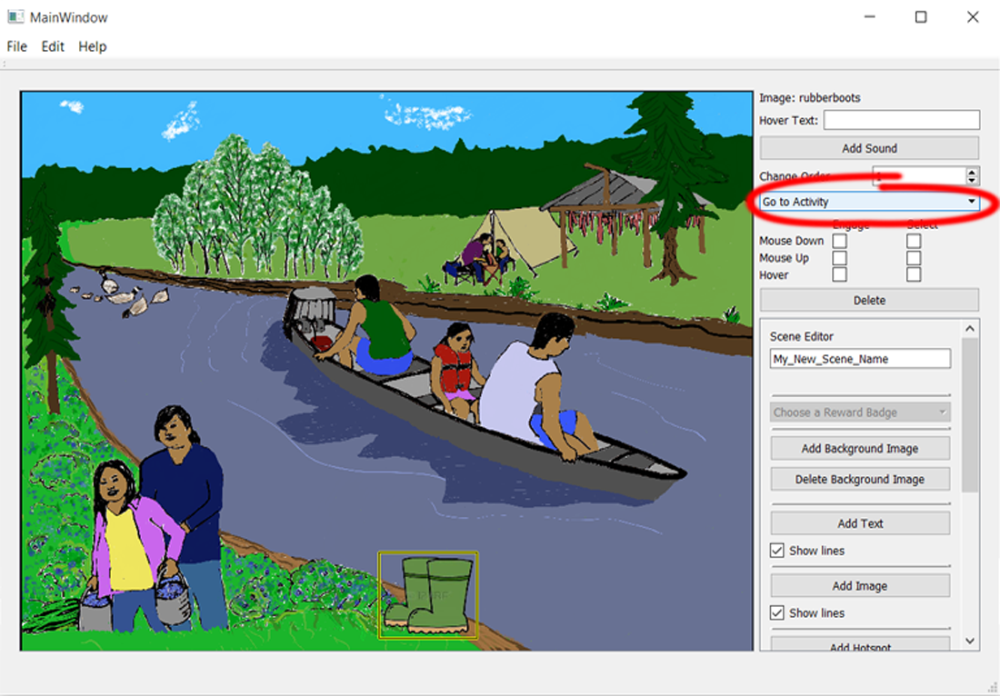 MainWindow
File Edit Help
Image: rubberboots
Hover Text:
Add Sound
Change Order
Go to Activity
Engage Select
Mouse Down
Mouse Up
Hover
Delete
Scene Editor
My_New_Scene_Name
Choose a Reward Badge
Add Background Image
Delete Background Image
Add Text
Show lines
Add Image
Show lines
Add Hotspot